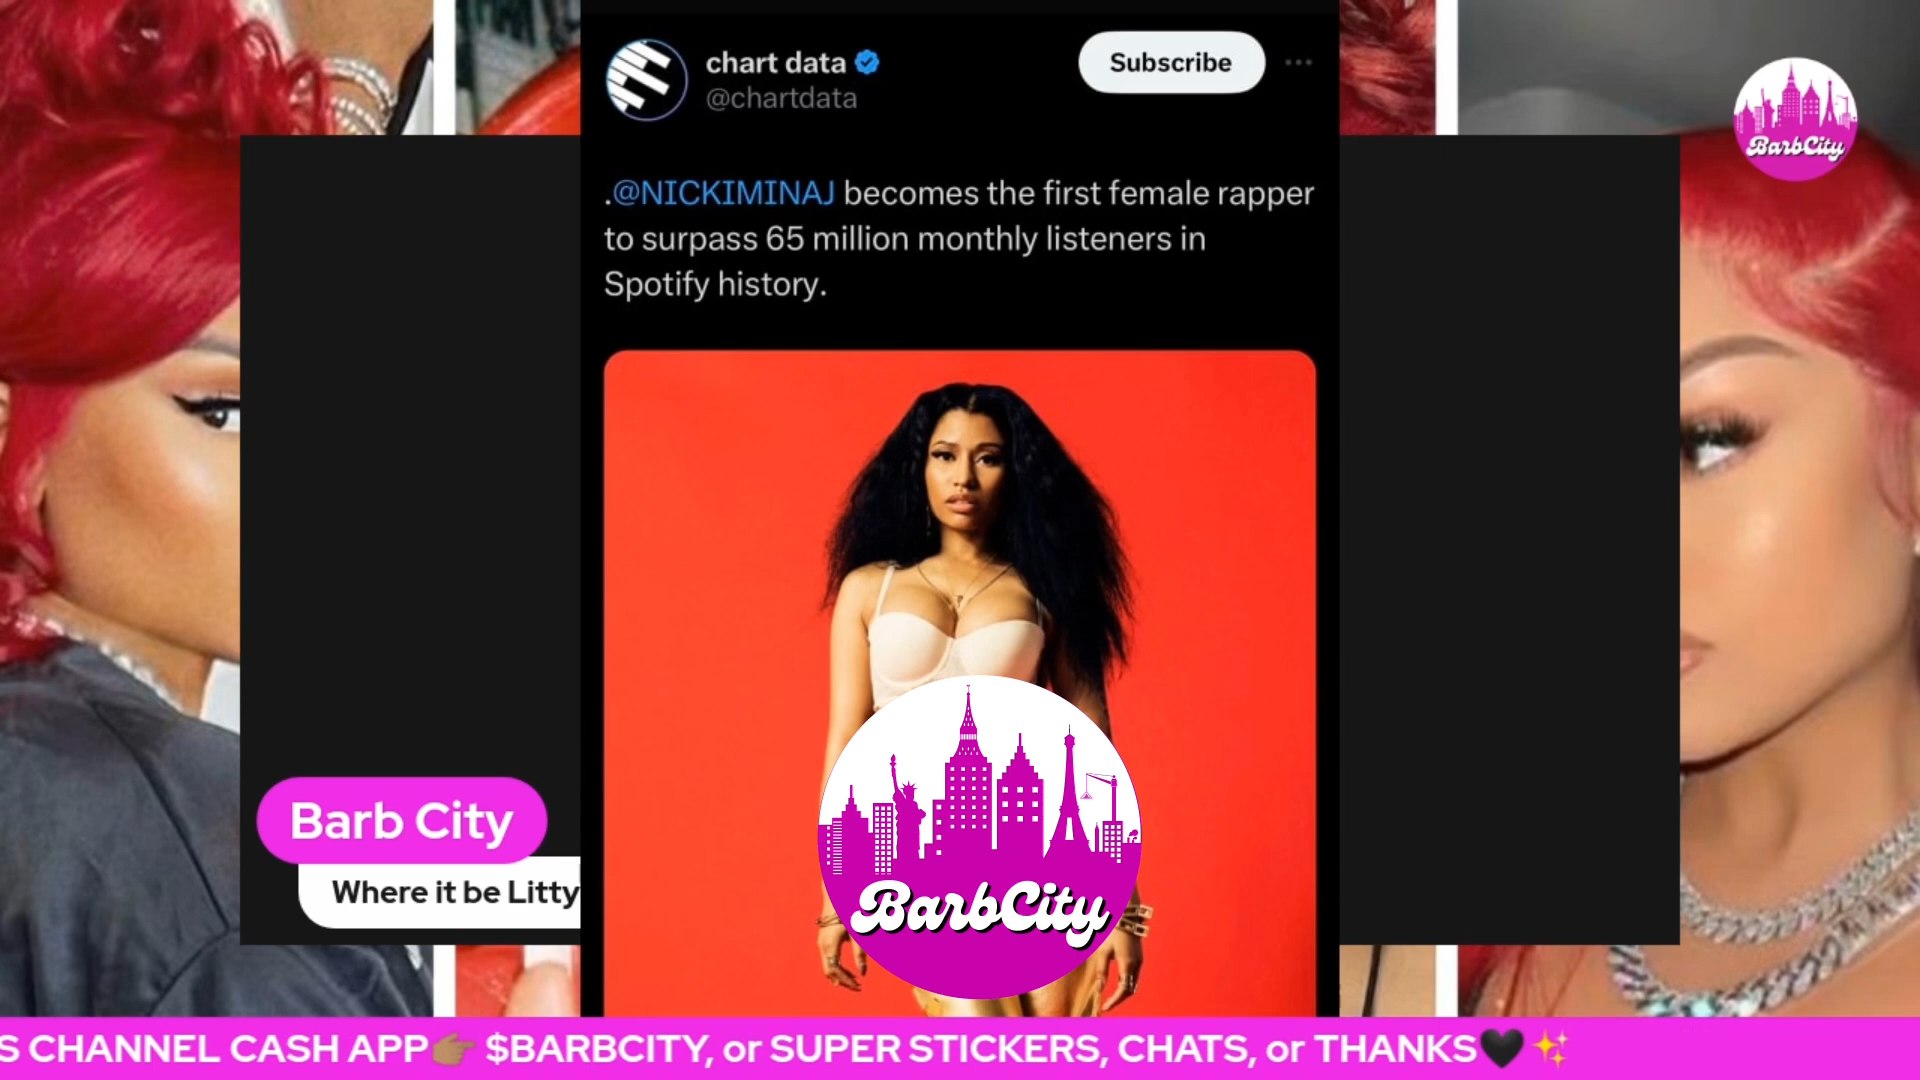 chart data
@chartdata
Subscribe
.@NICKIMINAJ becomes the first female rapper
to surpass 65 million monthly listeners in
Spotify history.
BarbCity
Barb City
Where it be Litty
BarbCity
S CHANNEL CASH APP👉🏾 $BARBCITY, or SUPER STICKERS, CHATS, or THANKS🖤✨